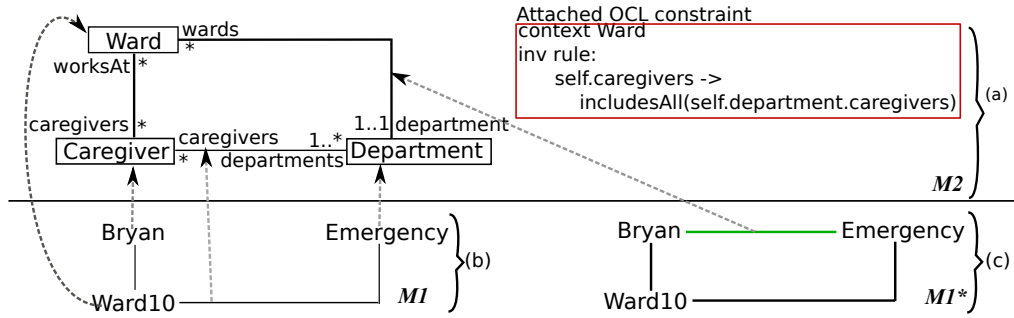 Attached OCL constraint
context Ward
inv rule:
self.caregivers ->
includesAll(self.department.caregivers)
(a)
Ward
wards
*
worksAt *
caregivers *
1..1 department
Caregiver
caregivers
*
1..*
departments
Department
M2
Bryan
Emergency
(b)
Ward10
M1
Bryan
Emergency
(c)
Ward10
M1*